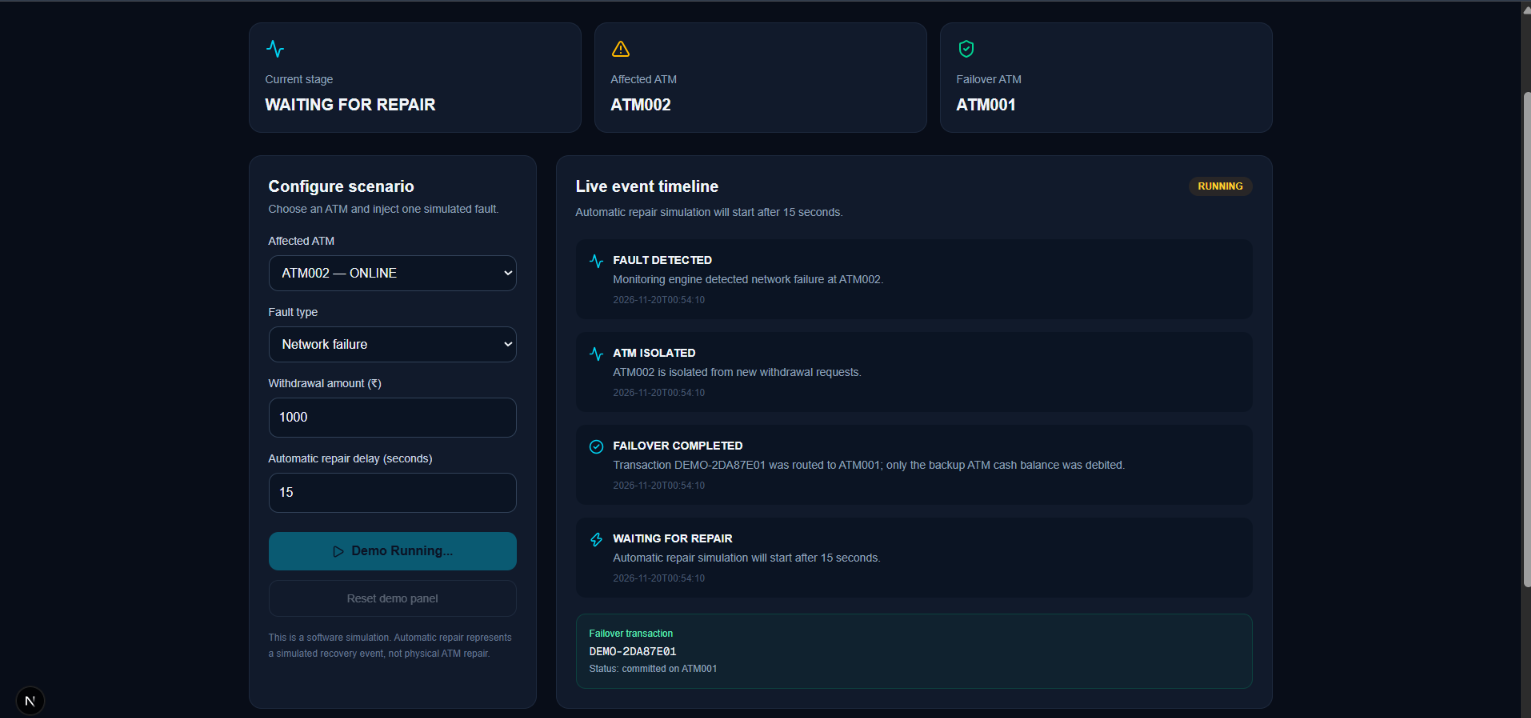 Current stage
WAITING FOR REPAIR
Affected ATM
ATM002
Failover ATM
ATM001
Configure scenario
Choose an ATM and inject one simulated fault.
Affected ATM
ATM002 — ONLINE
Fault type
Network failure
Withdrawal amount (₹)
1000
Automatic repair delay (seconds)
15
Demo Running...
Reset demo panel
This is a software simulation. Automatic repair represents
a simulated recovery event, not physical ATM repair.
Live event timeline
RUNNING
Automatic repair simulation will start after 15 seconds.
FAULT DETECTED
Monitoring engine detected network failure at ATM002.
2026-11-20T00:54:10
ATM ISOLATED
ATM002 is isolated from new withdrawal requests.
2026-11-20T00:54:10
FAILOVER COMPLETED
Transaction DEMO-2DA87E01 was routed to ATM001; only the backup ATM cash balance was debited.
2026-11-20T00:54:10
WAITING FOR REPAIR
Automatic repair simulation will start after 15 seconds.
2026-11-20T00:54:10
Failover transaction
DEMO-2DA87E01
Status: committed on ATM001
N